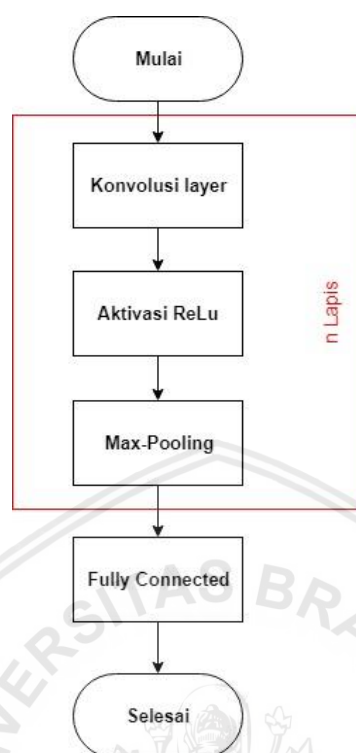 Mulai
Konvolusi layer
Aktivasi ReLu
n Lapis
Max-Pooling
Fully Connected
Selesai